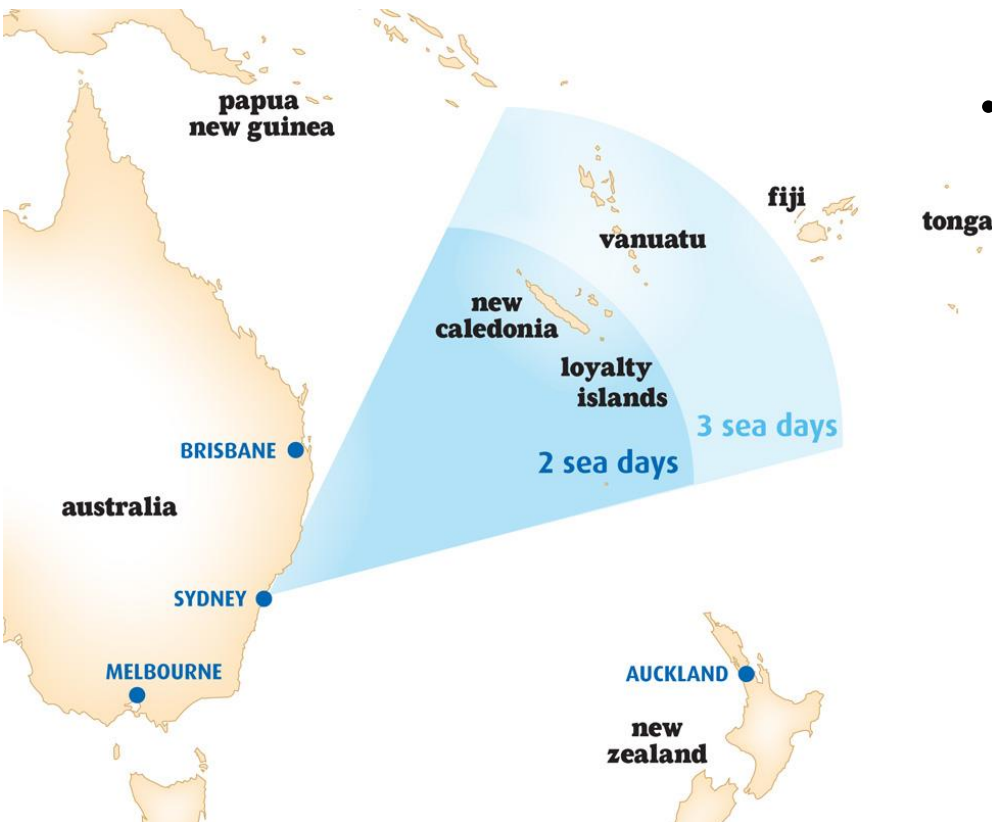 papua
new guinea
fiji
tonga
vanuatu
new
caledonia
loyalty
islands
3 sea days
BRISBANE
2 sea days
australia
SYDNEY
MELBOURNE
AUCKLAND
new
zealand